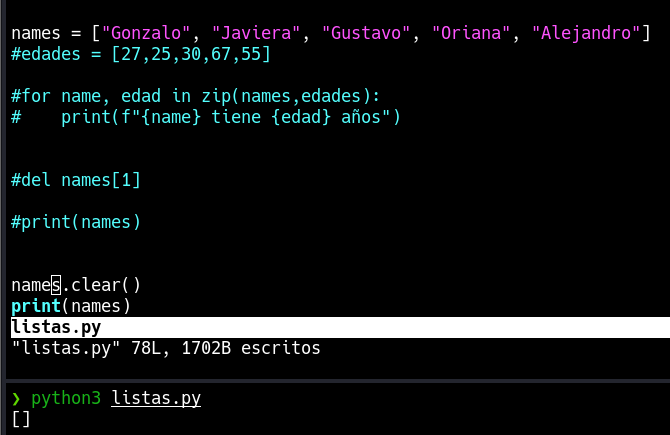 names = ["Gonzalo", "Javiera", "Gustavo", "Oriana", "Alejandro"]
#edades = [27,25,30,67,55]
#for name, edad in zip(names,edades):
#    print(f"{name} tiene {edad} años")
#del names[1]
#print(names)
names.clear()
print(names)
listas.py
"listas.py" 78L, 1702B escritos
❯ python3 listas.py
[]